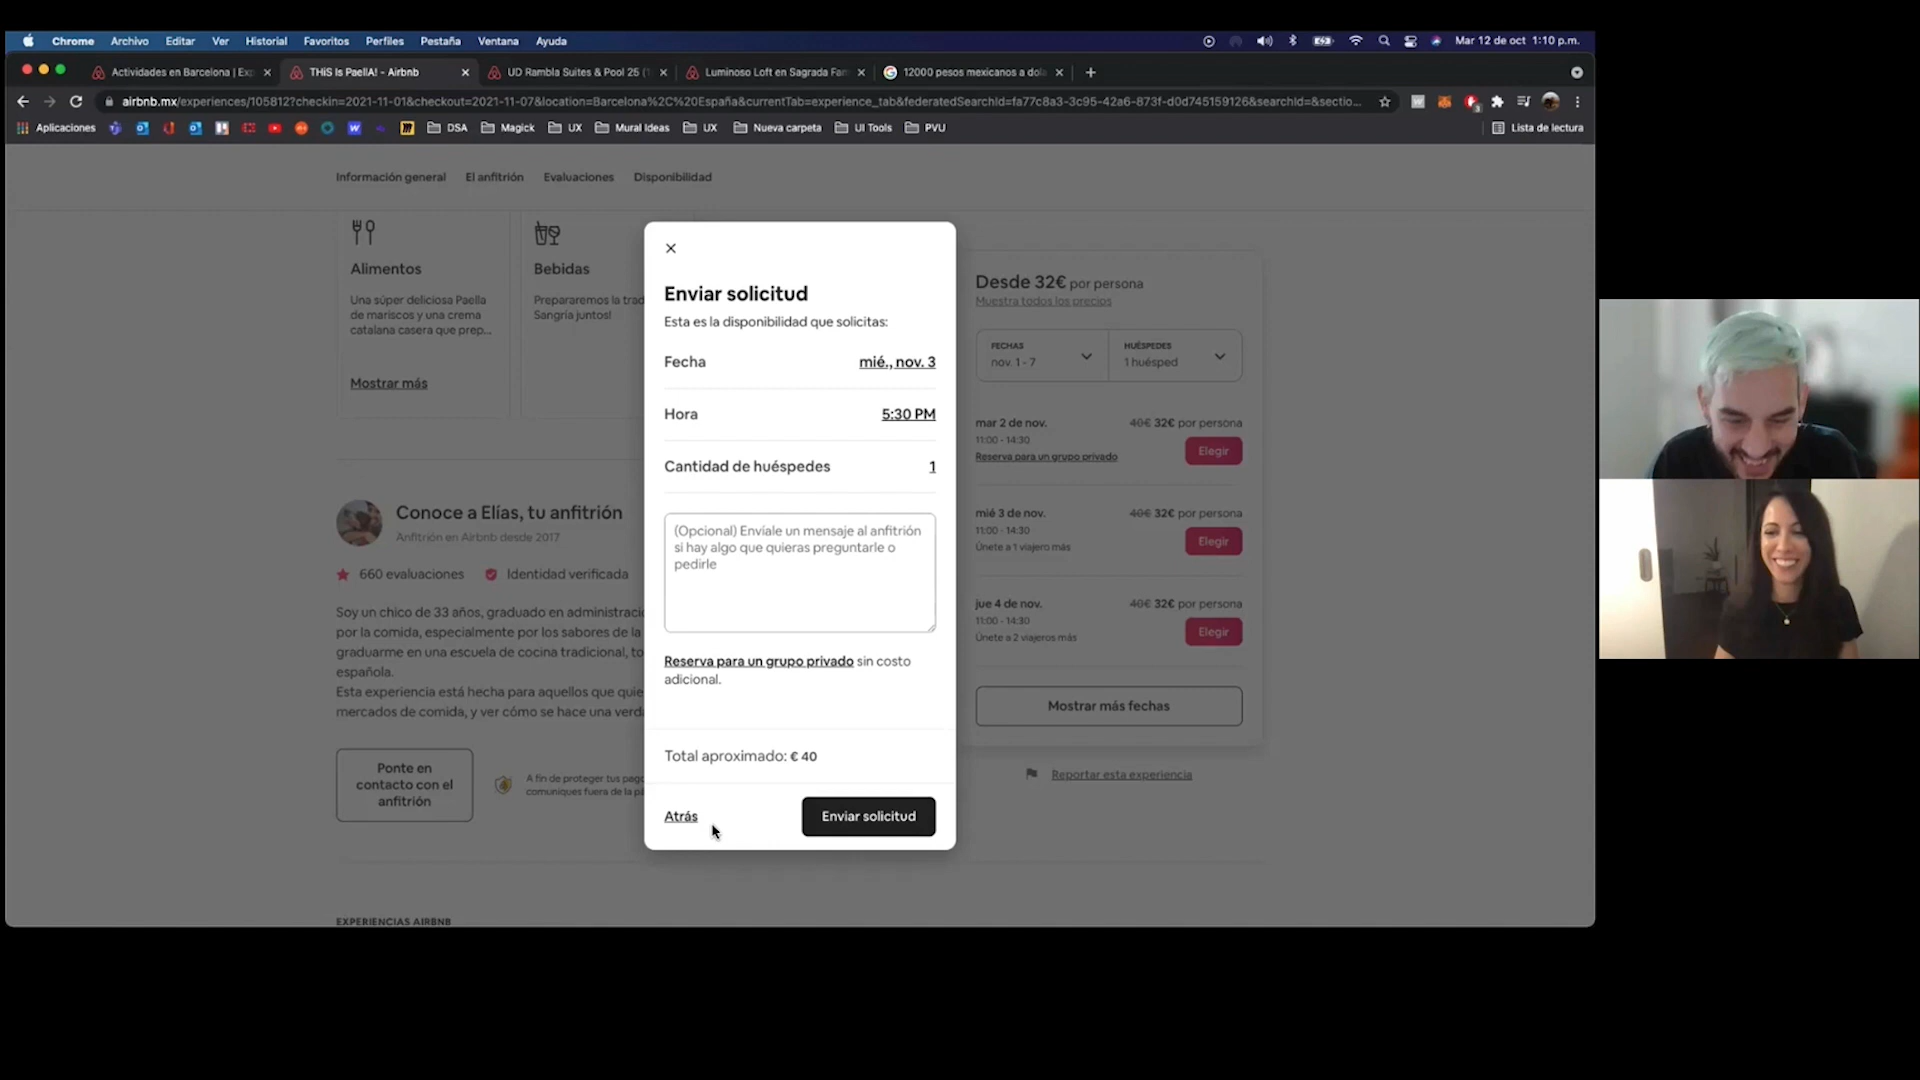 Chrome Archivo Editar Ver Historial Favoritos Perfiles Pestaña Ventana Ayuda
Mar 12 de oct 1:10 p.m.
Actividades en Barcelona | Ex
THiS Is PaellA! - Airbnb
UD Rambla Suites & Pool 25 (
Luminoso Loft en Sagrada Fam
12000 pesos mexicanos a dola
airbnb.mx/experiences/105812?checkin=2021-11-01&checkout=2021-11-07&location=Barcelona%2C%20España&currentTab=experience_tab&federatedSearchId=fa77c8a3-3c95-42a6-873f-d0d745159126&searchId=&sectio...
Aplicaciones
DSA
Magick
UX
Mural Ideas
UX
Nueva carpeta
UI Tools
PVU
Lista de lectura
Información general El anfitrión Evaluaciones Disponibilidad
Alimentos
Una súper deliciosa Paella
de mariscos y una crema
catalana casera que prep...
Mostrar más
Bebidas
Prepararemos la trad
Sangría juntos!
Conoce a Elías, tu anfitrión
Anfitrión en Airbnb desde 2017
660 evaluaciones
Identidad verificada
Soy un chico de 33 años, graduado en administraci
por la comida, especialmente por los sabores de la
graduarme en una escuela de cocina tradicional, to
española.
Esta experiencia está hecha para aquellos que quie
mercados de comida, y ver cómo se hace una verd
Ponte en
contacto con el
anfitrión
A fin de proteger tus pago
comuniques fuera de la pá
EXPERIENCIAS AIRBNB
Enviar solicitud
Esta es la disponibilidad que solicitas:
Fecha mié., nov. 3
Hora 5:30 PM
Cantidad de huéspedes 1
(Opcional) Envíale un mensaje al anfitrión
si hay algo que quieras preguntarle o
pedirle
Reserva para un grupo privado sin costo
adicional.
Total aproximado: € 40
Atrás
Enviar solicitud
Desde 32€ por persona
Muestra todos los precios
FECHAS
nov. 1 - 7
HUÉSPEDES
1 huésped
mar 2 de nov. 40€ 32€ por persona
11:00 - 14:30
Reserva para un grupo privado
Elegir
mié 3 de nov. 40€ 32€ por persona
11:00 - 14:30
Únete a 1 viajero más
Elegir
jue 4 de nov. 40€ 32€ por persona
11:00 - 14:30
Únete a 2 viajeros más
Elegir
Mostrar más fechas
Reportar esta experiencia